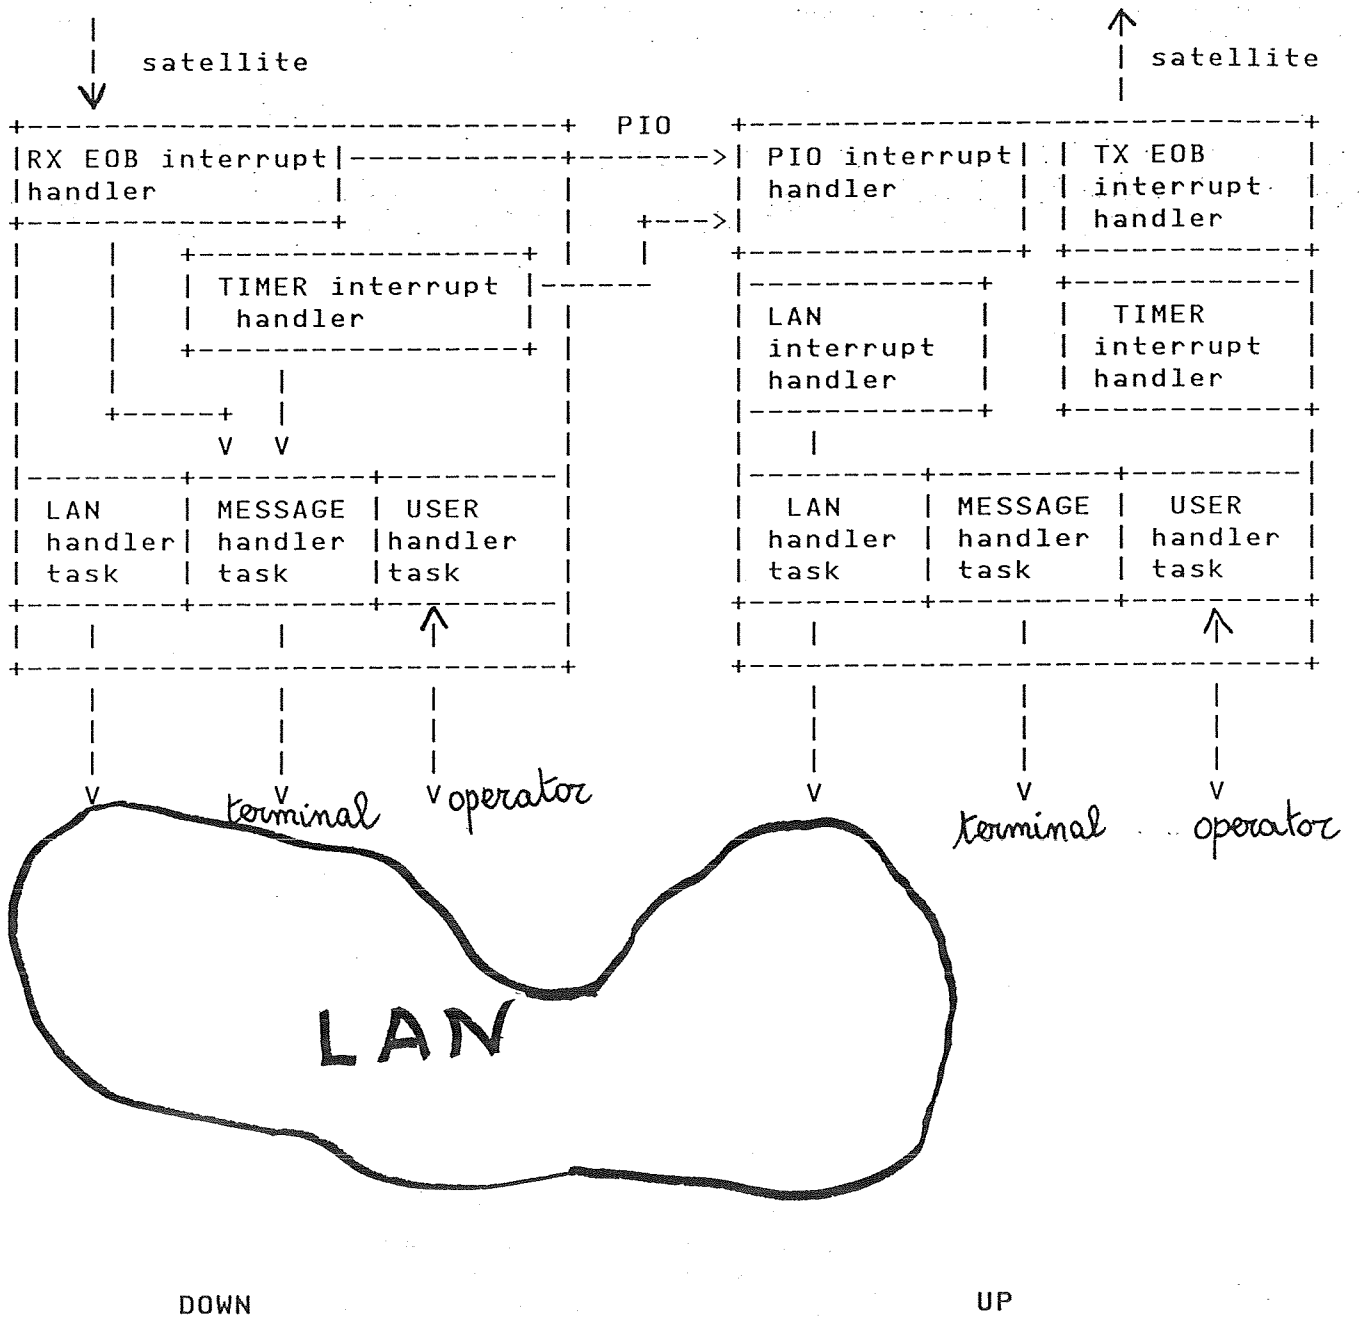 satellite
satellite
PIO
RX EOB interrupt
handler
PIO interrupt
handler
TX EOB
interrupt
handler
TIMER interrupt
handler
LAN
interrupt
handler
TIMER
interrupt
handler
LAN
handler
task
MESSAGE
handler
task
USER
handler
task
LAN
handler
task
MESSAGE
handler
task
USER
handler
task
terminal
operator
terminal
operator
LAN
DOWN
UP